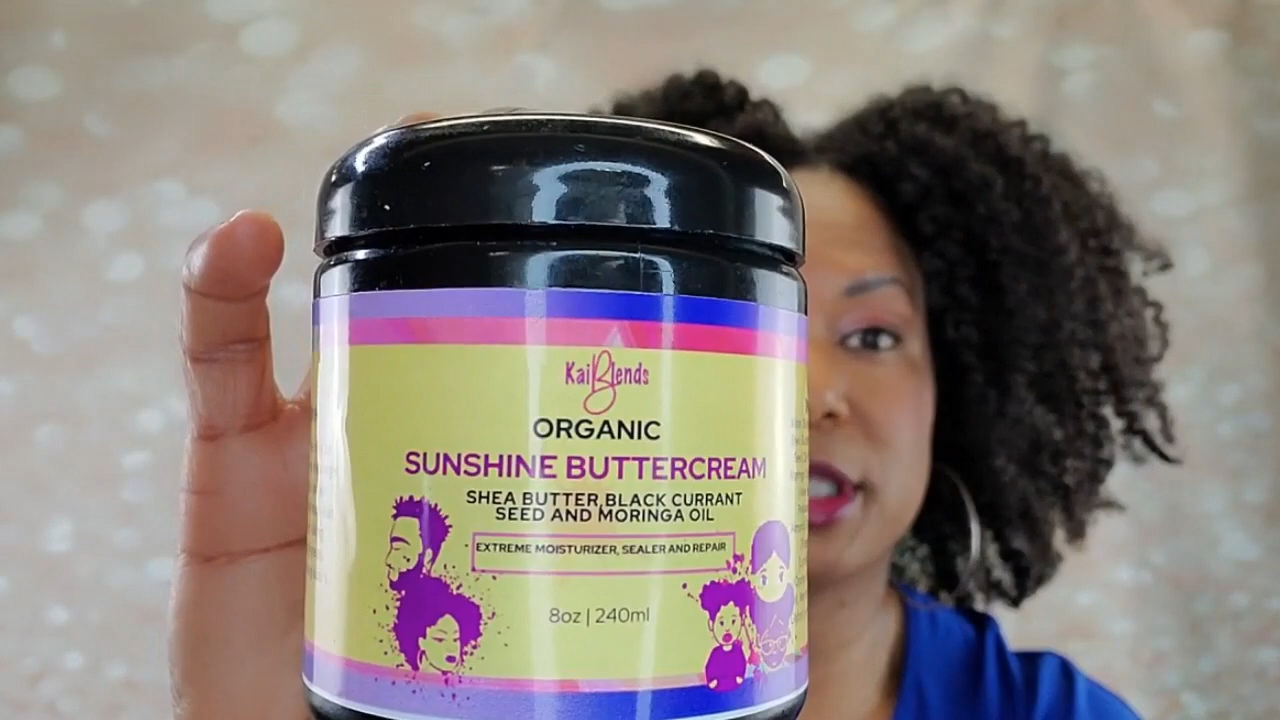 KaiBlends
ORGANIC
SUNSHINE BUTTERCREAM
SHEA BUTTER, BLACK CURRANT
SEED AND MORINGA OIL
EXTREME MOISTURIZER, SEALER AND REPAIR
8oz | 240ml